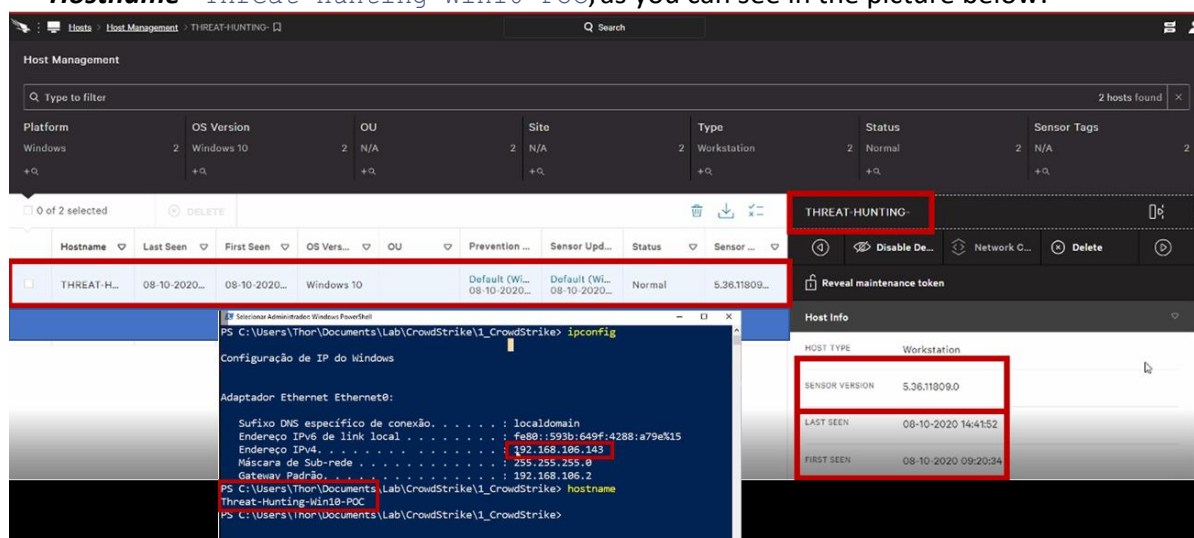 Hostname - Threat-Hunting-Win10-POC, as you can see in the picture below:
Hosts > Host Management > THREAT-HUNTING-
Search
Host Management
Type to filter
2 hosts found
Platform OS Version OU Site Type Status Sensor Tags
Windows 2 Windows 10 2 N/A 2 N/A 2 Workstation 2 Normal 2 N/A 2
0 of 2 selected DELETE
THREAT-HUNTING-
Hostname Last Seen First Seen OS Vers... OU Prevention ... Sensor Upd... Status Sensor ...
Disable De... Network C... Delete
THREAT-H... 08-10-2020... 08-10-2020... Windows 10 Default (Wi... Default (Wi... Normal 5.36.11809...
08-10-2020... 08-10-2020...
Reveal maintenance token
Host Info
HOST TYPE Workstation
SENSOR VERSION 5.36.11809.0
LAST SEEN 08-10-2020 14:41:52
FIRST SEEN 08-10-2020 09:20:34
Selecionar Administrador: Windows PowerShell
PS C:\Users\Thor\Documents\Lab\CrowdStrike\1_CrowdStrike> ipconfig
Configuração de IP do Windows
Adaptador Ethernet Ethernet0:
Sufixo DNS específico de conexão. . . . . . : localdomain
Endereço IPv6 de link local . . . . . . . . : fe80::593b:649f:4288:a79e%15
Endereço IPv4. . . . . . . . . . . . . . . : 192.168.106.143
Máscara de Sub-rede . . . . . . . . . . . . : 255.255.255.0
Gateway Padrão. . . . . . . . . . . . . . . : 192.168.106.2
PS C:\Users\Thor\Documents\Lab\CrowdStrike\1_CrowdStrike> hostname
Threat-Hunting-Win10-POC
PS C:\Users\Thor\Documents\Lab\CrowdStrike\1_CrowdStrike>